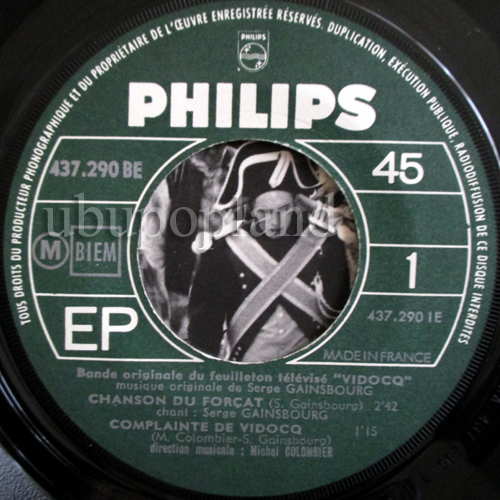 TOUS DROITS DU PRODUCTEUR PHONOGRAPHIQUE ET DU PROPRIÉTAIRE DE L'ŒUVRE ENREGISTRÉE RÉSERVÉS. DUPLICATION, EXÉCUTION PUBLIQUE, RADIODIFFUSION DE CE DISQUE INTERDITES
PHILIPS
PHILIPS
437.290 BE
45
ubupopland
M BIEM
1
437.290 IE
EP
MADE IN FRANCE
Bande originale du feuilleton télévisé "VIDOCQ"
musique originale de Serge GAINSBOURG
CHANSON DU FORÇAT (S. Gainsbourg) 2'42
chant : Serge GAINSBOURG
COMPLAINTE DE VIDOCQ 1'15
(M. Colombier-S. Gainsbourg)
direction musicale : Michel COLOMBIER